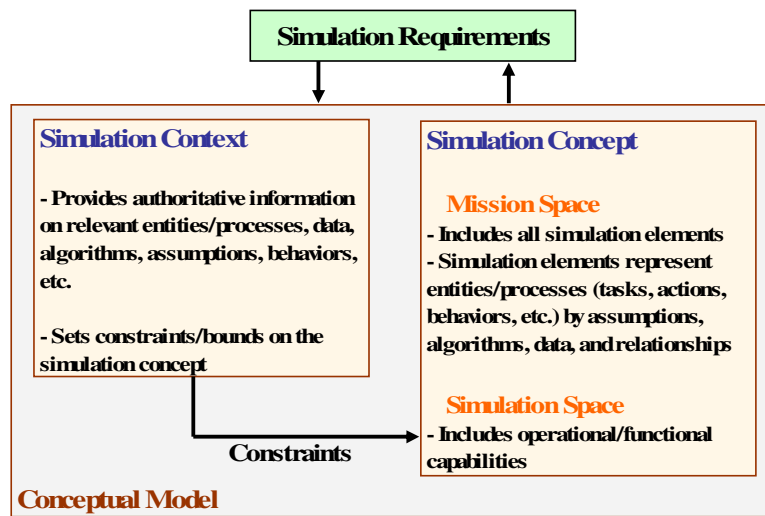 Simulation Requirements
Simulation Context
- Provides authoritative information
on relevant entities/processes, data,
algorithms, assumptions, behaviors,
etc.
- Sets constraints/bounds on the
simulation concept
Simulation Concept
Mission Space
- Includes all simulation elements
- Simulation elements represent
entities/processes (tasks, actions,
behaviors, etc.) by assumptions,
algorithms, data, and relationships
Simulation Space
- Includes operational/functional
capabilities
Constraints
Conceptual Model